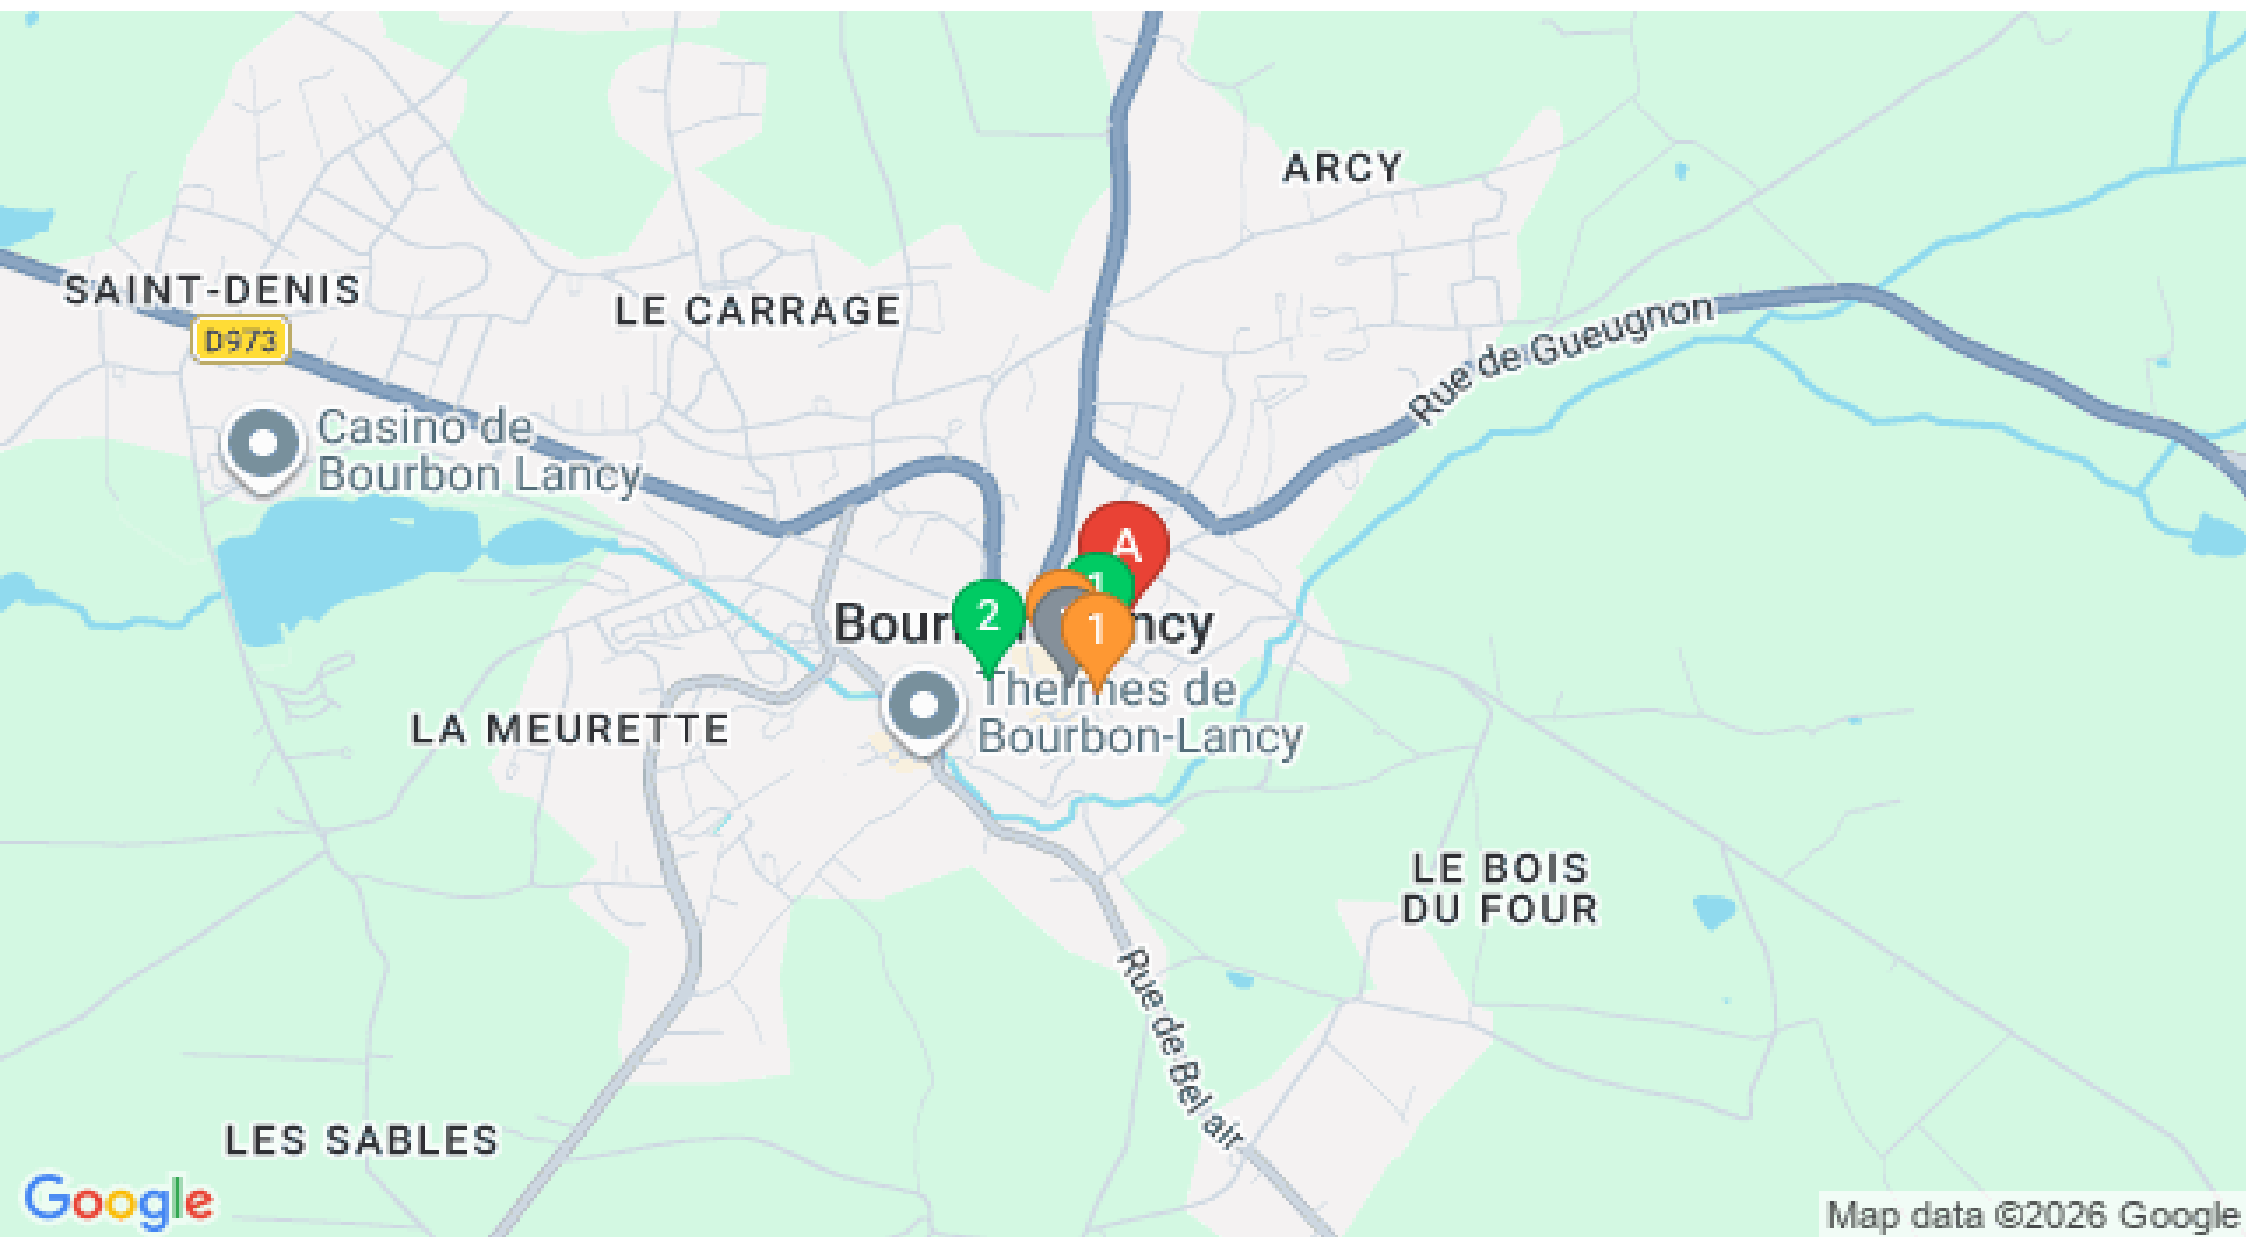 ARCY
SAINT-DENIS
LE CARRAGE
D973
Rue de Gueugnon
Casino de
Bourbon Lancy
A
1
2
1
Thermes de
Bourbon-Lancy
LA MEURETTE
LE BOIS
DU FOUR
Rue de Bel air
LES SABLES
Google
Map data ©2026 Google